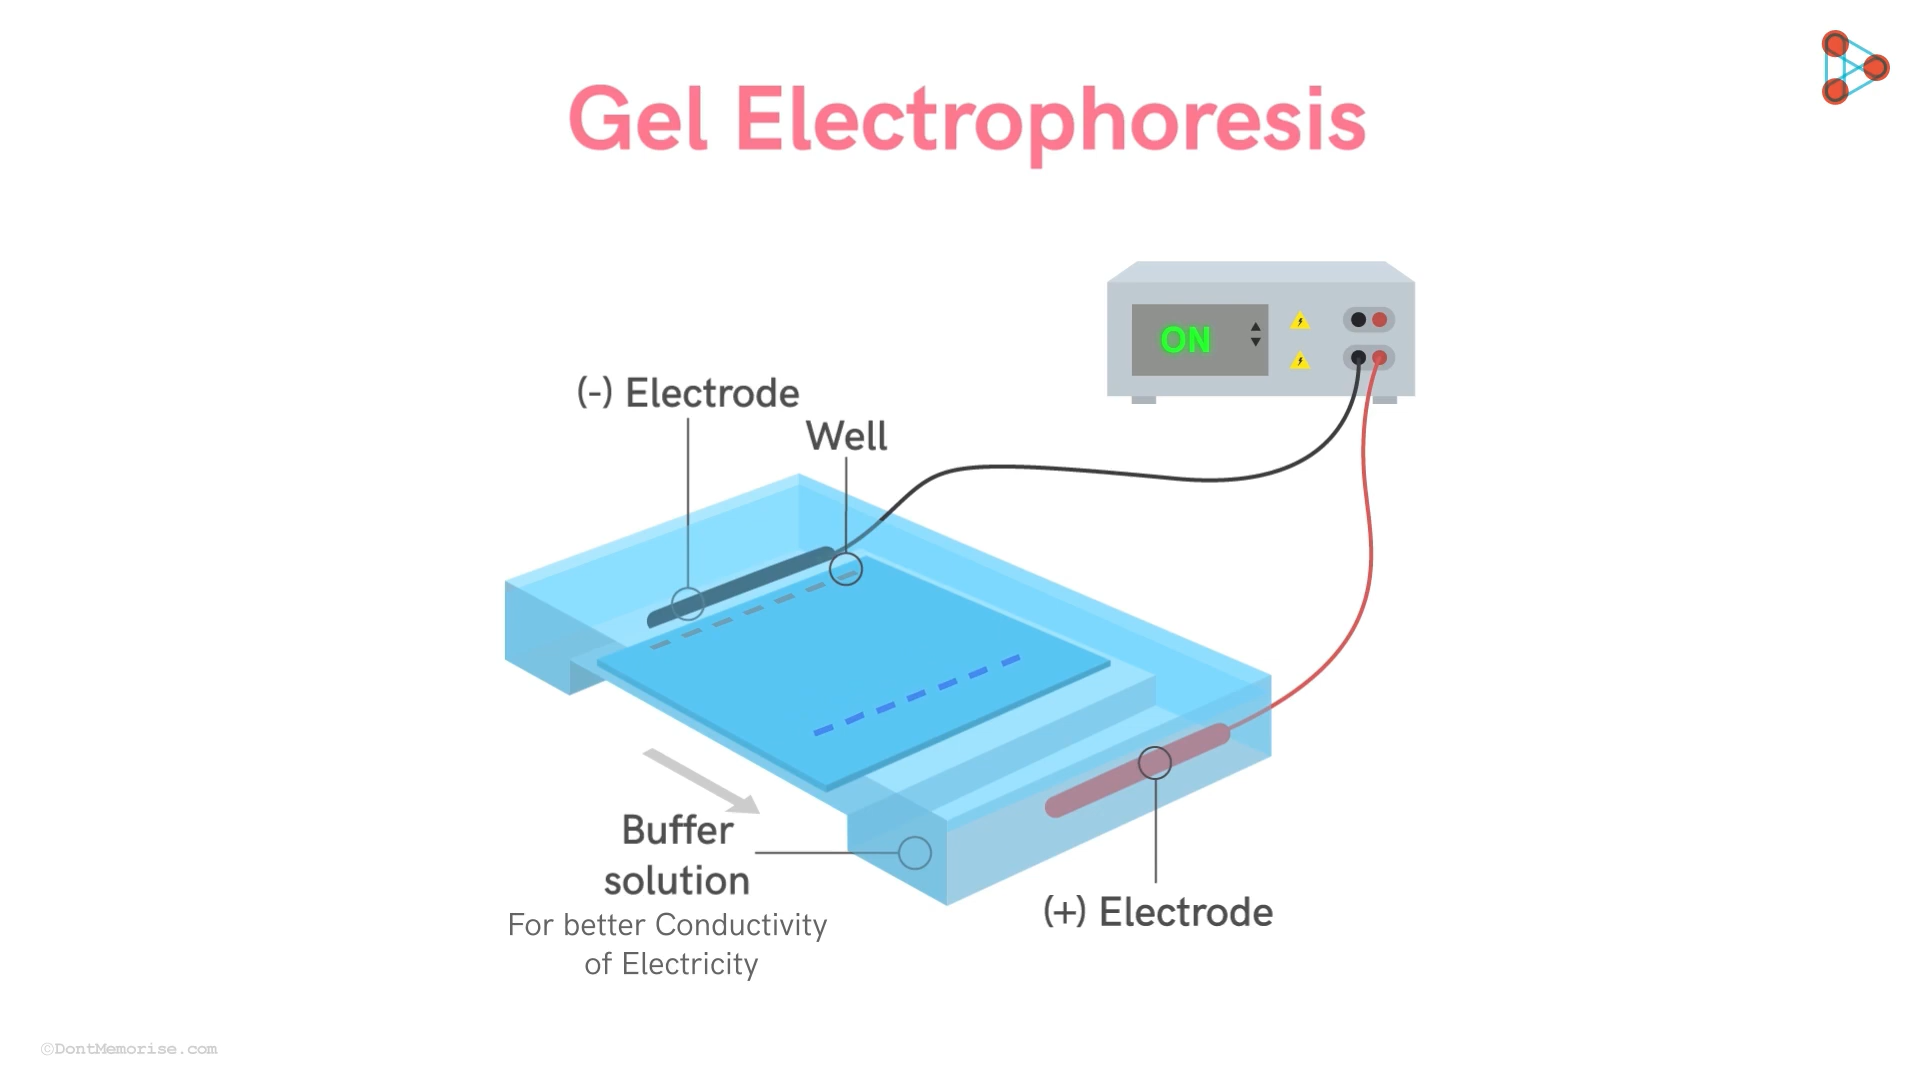 Gel Electrophoresis
ON
(-) Electrode
Well
Buffer
solution
For better Conductivity
of Electricity
(+) Electrode
©DontMemorise.com